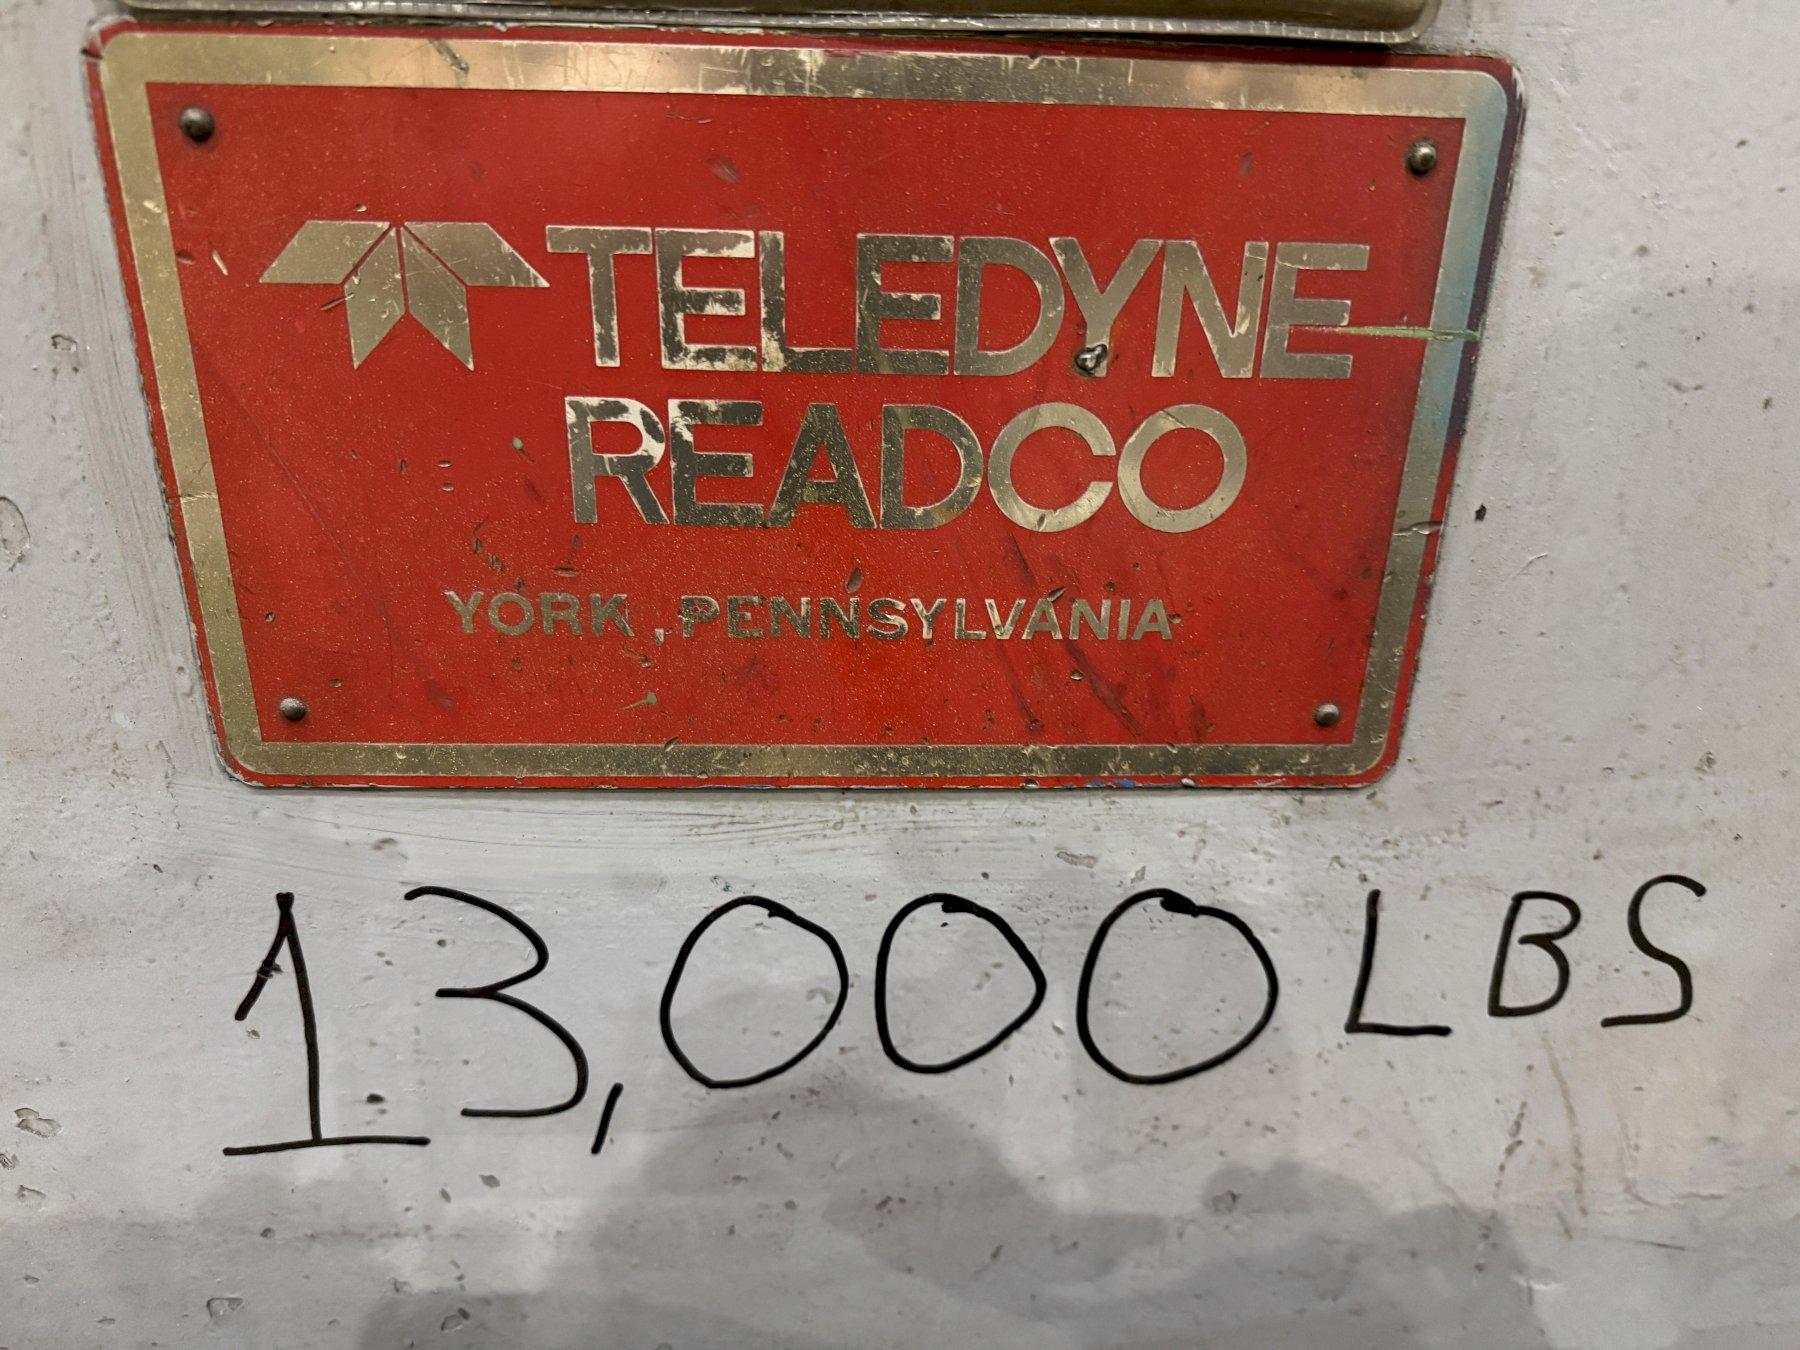 TELEDYNE
READCO
YORK, PENNSYLVANIA
13,000 LBS